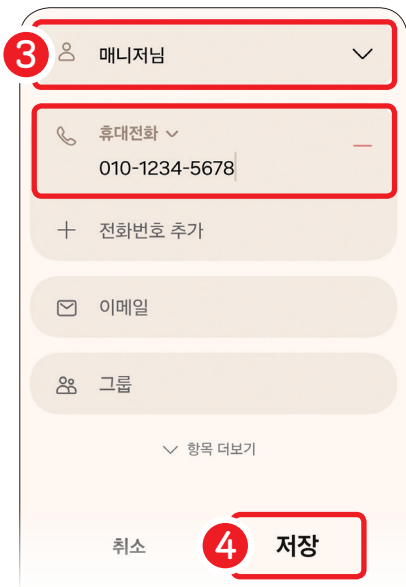 3 매니저님
휴대전화
010-1234-5678
전화번호 추가
이메일
그룹
항목 더보기
취소 4 저장